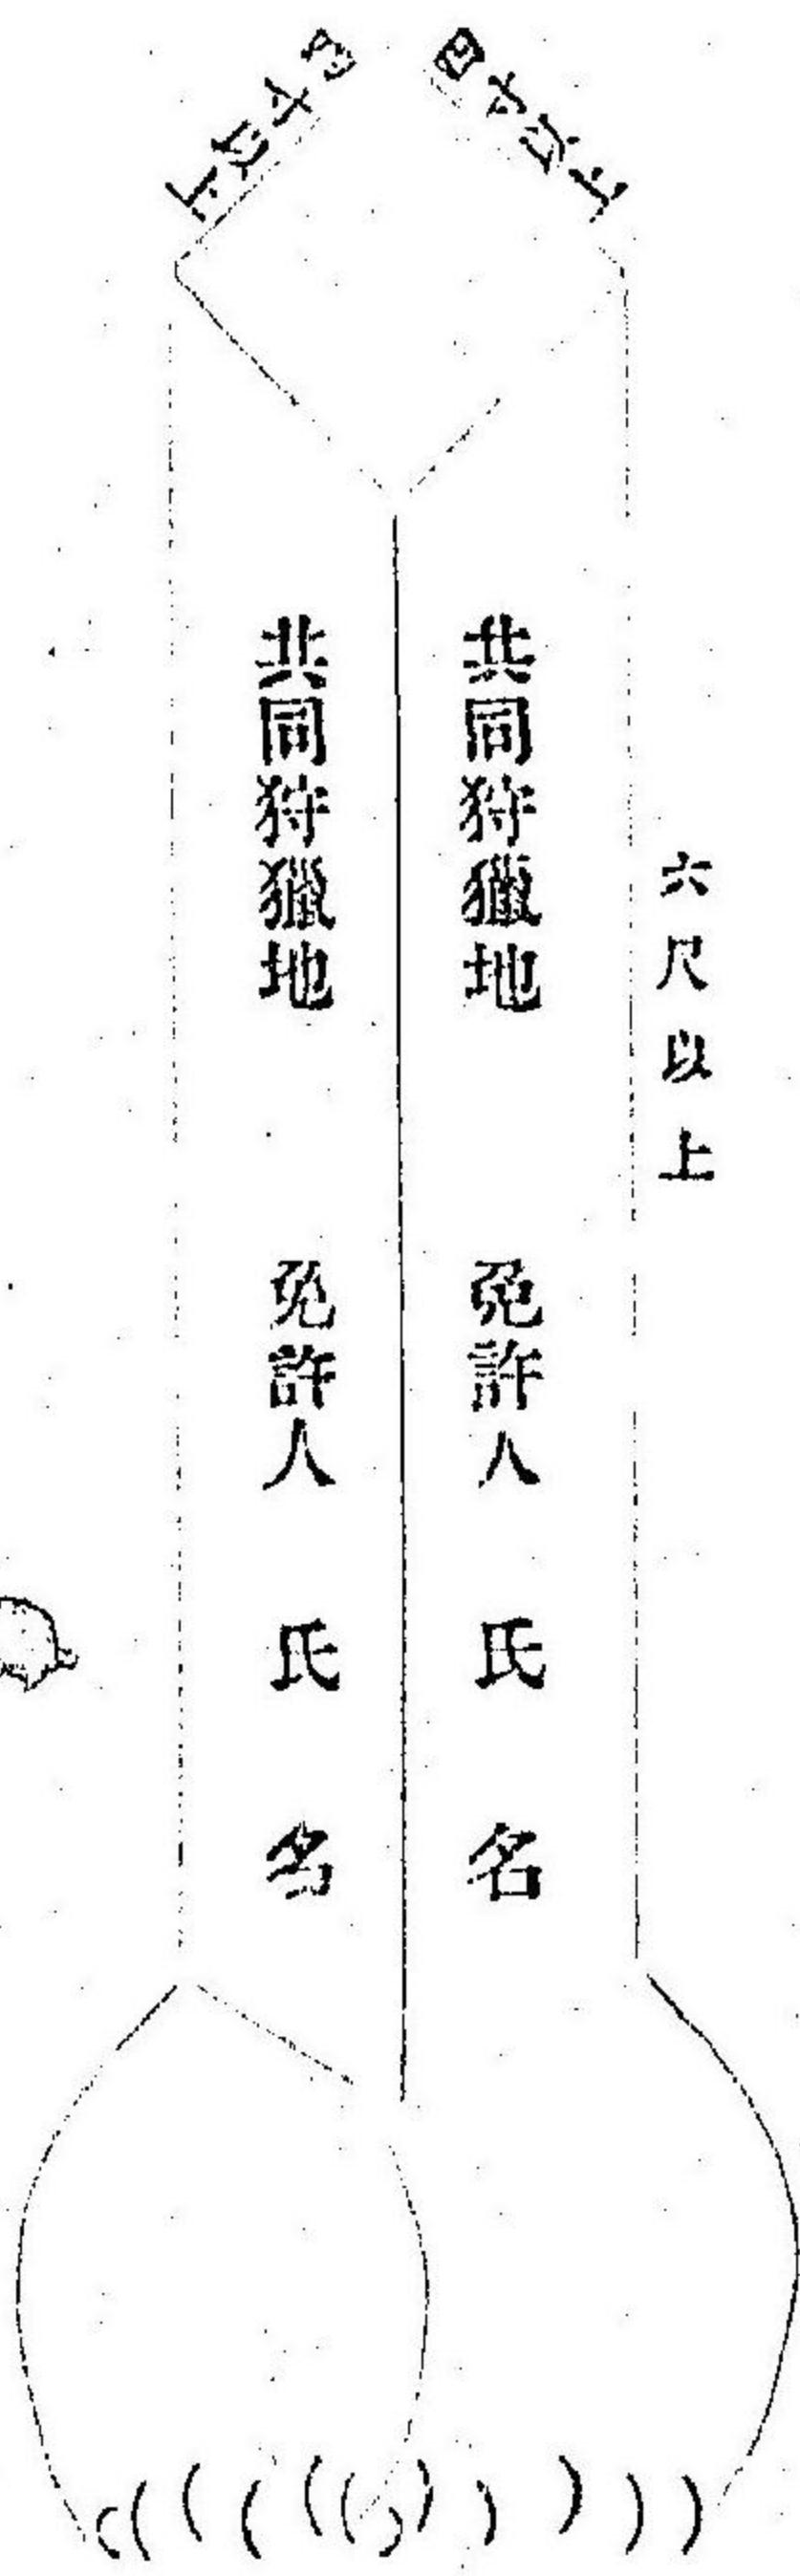 四寸以上
四寸以上
六尺以上
共同狩獵地　免許人　氏名
共同狩獵地　免許人　氏名